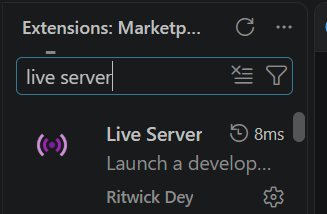 Extensions: Marketp...
live server
Live Server 8ms
Launch a develop...
Ritwick Dey